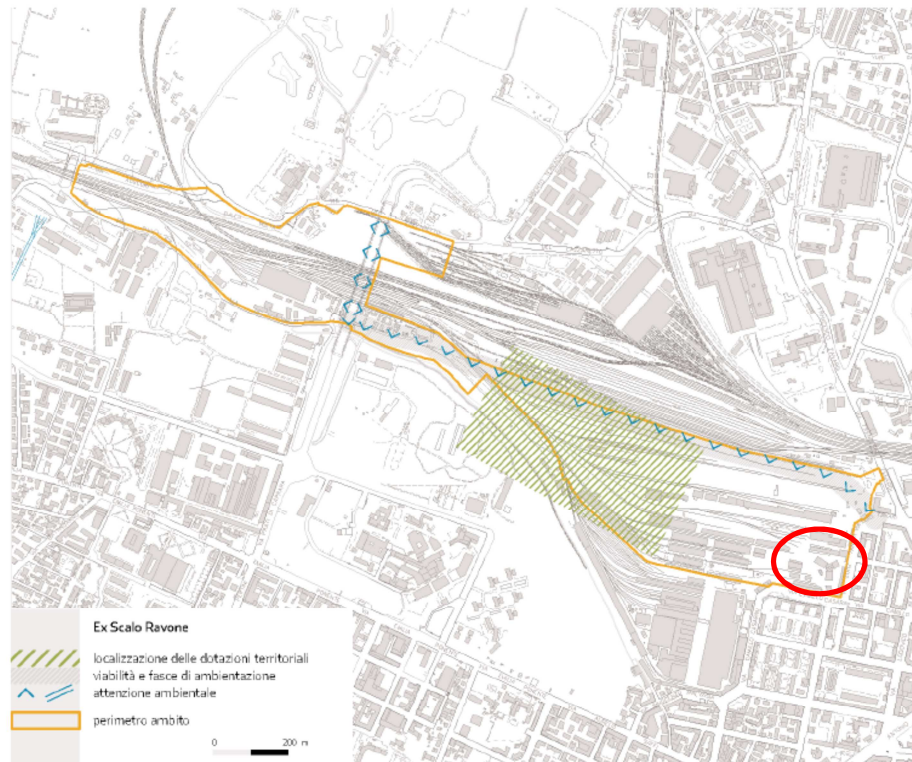 Ex Scalo Ravone
localizzazione delle dotazioni territoriali
viabilità e fasce di ambientazione
attenzione ambientale
perimetro ambito
0 200 m